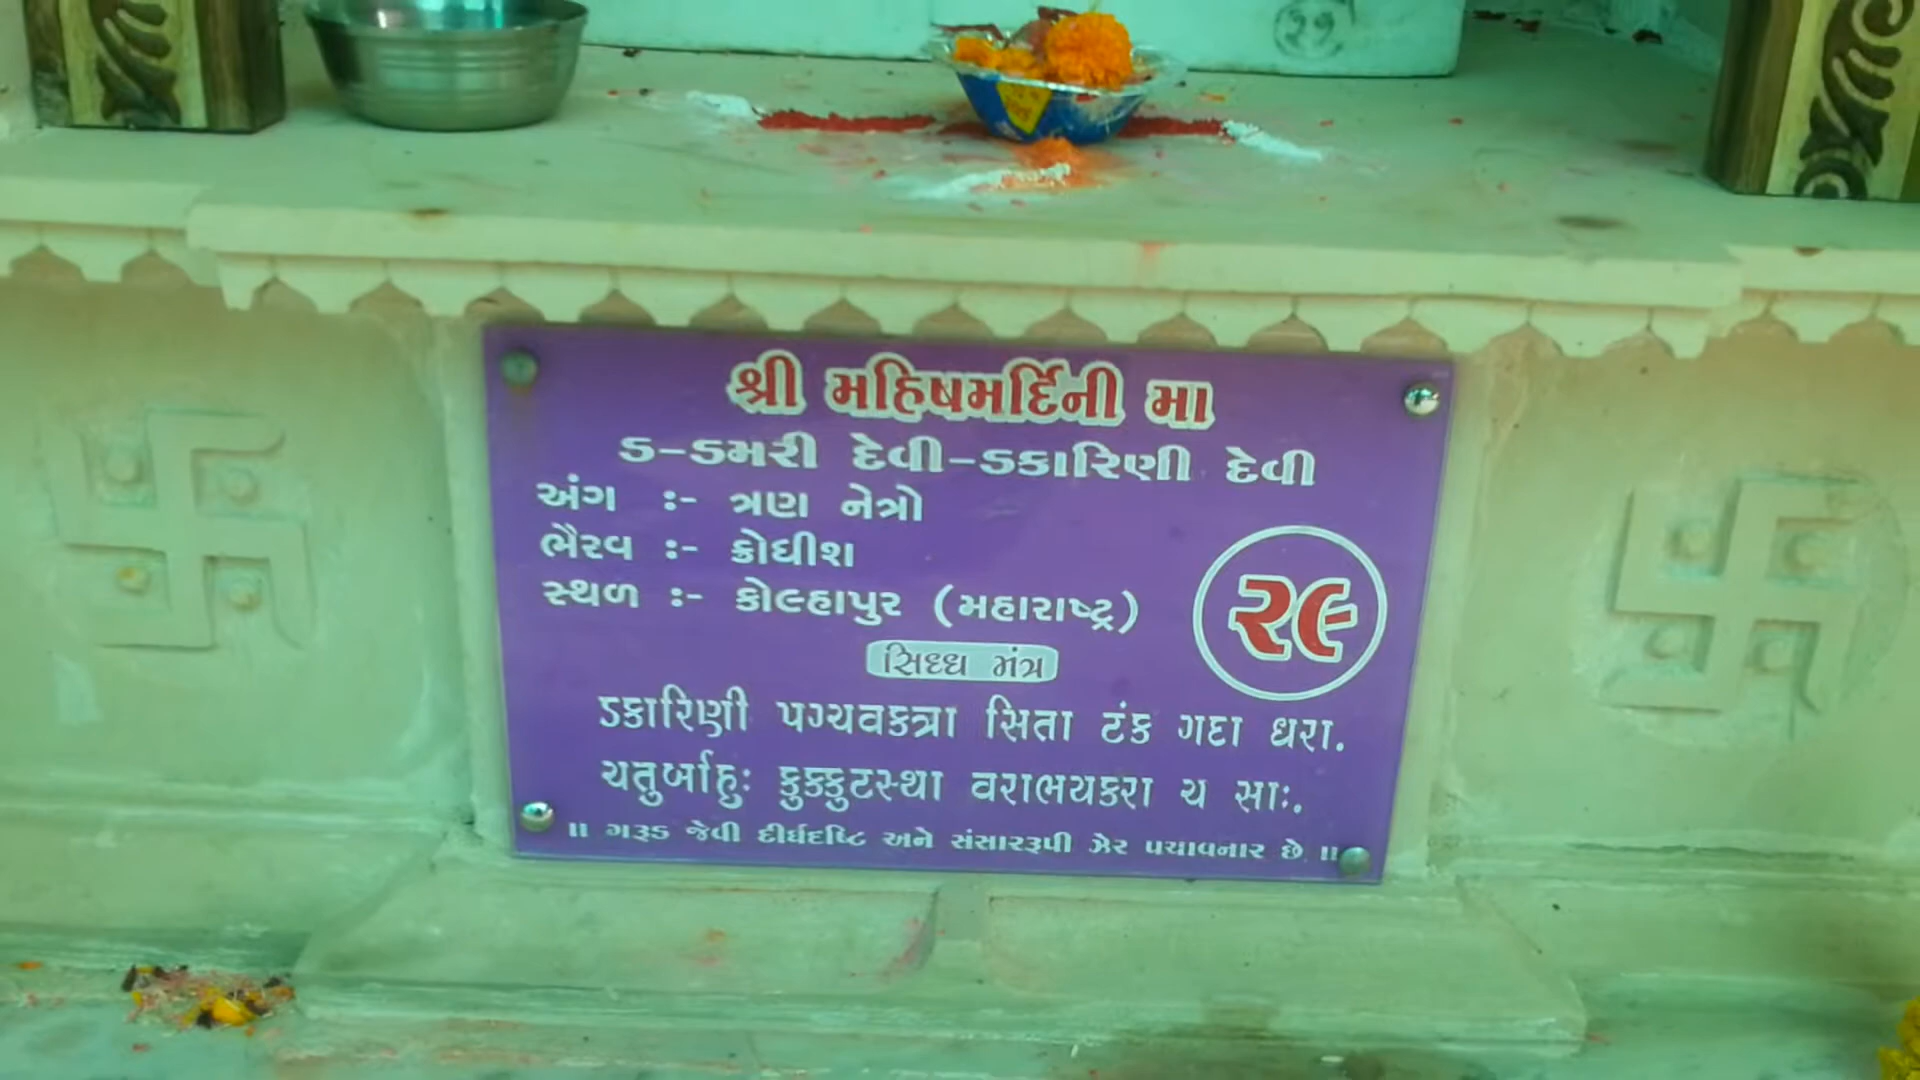 શ્રી મહિષમર્દિની મા
ડ-ડમરી દેવી-ડકારિણી દેવી
અંગ :- ત્રણ નેત્રો
ભૈરવ :- ક્રોધીશ
સ્થળ :- કોલ્હાપુર (મહારાષ્ટ્ર)
૨૯
સિધ્ધ મંત્ર
ડકારિણી પગ્ચવકત્રા સિતા ટંક ગદા ધરા.
ચતુર્બાહુઃ કુક્કુટસ્થા વરાભયકરા ચ સાઃ.
॥ ગરૂડ જેવી દીર્ઘદષ્ટિ અને સંસારરૂપી ઝેર પચાવનાર છે ॥